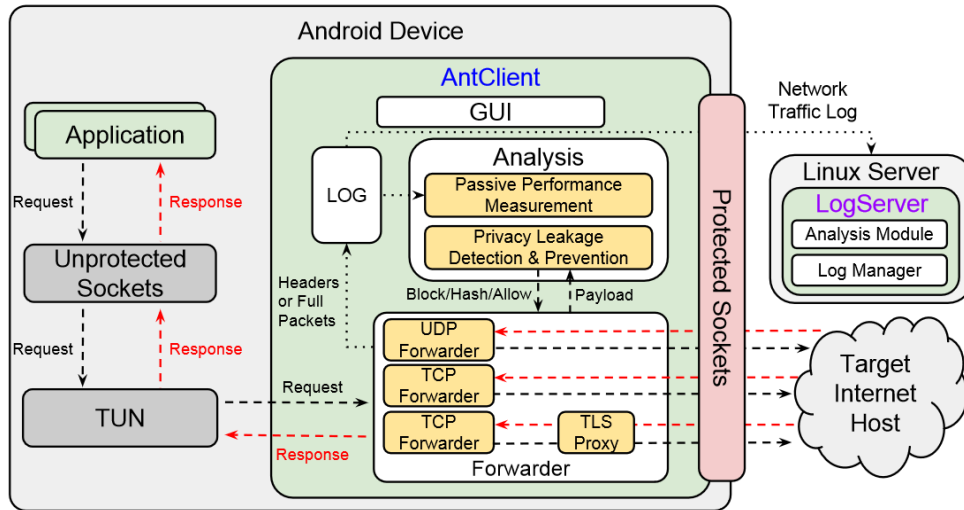 Android Device
AntClient
GUI
Network
Traffic Log
Application
Analysis
LOG
Passive Performance
Measurement
Privacy Leakage
Detection & Prevention
Linux Server
LogServer
Analysis Module
Log Manager
Request
Response
Protected Sockets
Unprotected
Sockets
Headers
or Full
Packets
Block/Hash/Allow
Payload
UDP
Forwarder
Request
Response
TCP
Forwarder
Target
Internet
Host
TUN
Request
Response
TCP
Forwarder
TLS
Proxy
Forwarder